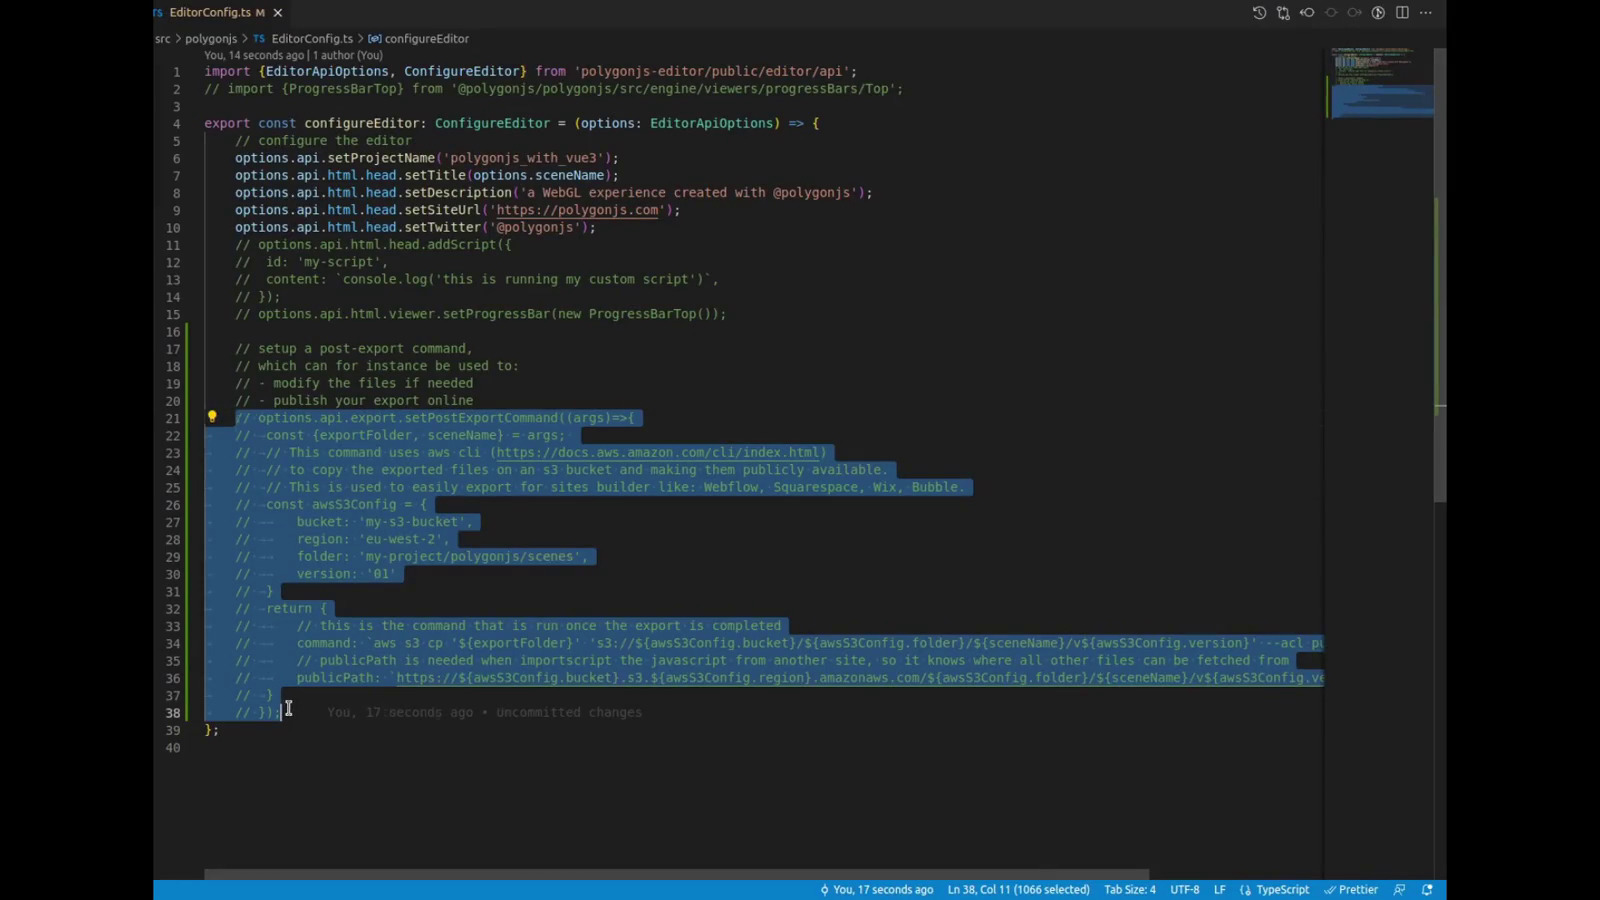 EditorConfig.ts M
src > polygonjs > TS EditorConfig.ts > configureEditor
You, 14 seconds ago | 1 author (You)
1 import {EditorApiOptions, ConfigureEditor} from 'polygonjs-editor/public/editor/api';
2 // import {ProgressBarTop} from '@polygonjs/polygonjs/src/engine/viewers/progressBars/Top';
3
4 export const configureEditor: ConfigureEditor = (options: EditorApiOptions) => {
5 // configure the editor
6 options.api.setProjectName('polygonjs_with_vue3');
7 options.api.html.head.setTitle(options.sceneName);
8 options.api.html.head.setDescription('a WebGL experience created with @polygonjs');
9 options.api.html.head.setSiteUrl('https://polygonjs.com');
10 options.api.html.head.setTwitter('@polygonjs');
11 // options.api.html.head.addScript({
12 // id: 'my-script',
13 // content: `console.log('this is running my custom script')`,
14 // });
15 // options.api.html.viewer.setProgressBar(new ProgressBarTop());
16
17 // setup a post-export command,
18 // which can for instance be used to:
19 // - modify the files if needed
20 // - publish your export online
21 // options.api.export.setPostExportCommand((args)=>{
22 // const {exportFolder, sceneName} = args;
23 // // This command uses aws cli (https://docs.aws.amazon.com/cli/index.html)
24 // // to copy the exported files on an s3 bucket and making them publicly available.
25 // // This is used to easily export for sites builder like: Webflow, Squarespace, Wix, Bubble.
26 // const awsS3Config = {
27 // bucket: 'my-s3-bucket',
28 // region: 'eu-west-2',
29 // folder: 'my-project/polygonjs/scenes',
30 // version: '01'
31 // }
32 // return {
33 // // this is the command that is run once the export is completed
34 // command: `aws s3 cp '${exportFolder}' 's3://${awsS3Config.bucket}/${awsS3Config.folder}/${sceneName}/v${awsS3Config.version}' --acl pu
35 // // publicPath is needed when importscript the javascript from another site, so it knows where all other files can be fetched from
36 // publicPath: `https://${awsS3Config.bucket}.s3.${awsS3Config.region}.amazonaws.com/${awsS3Config.folder}/${sceneName}/v${awsS3Config.ve
37 // }
38 // }); You, 17 seconds ago • Uncommitted changes
39 };
40
You, 17 seconds ago Ln 38, Col 11 (1066 selected) Tab Size: 4 UTF-8 LF TypeScript Prettier